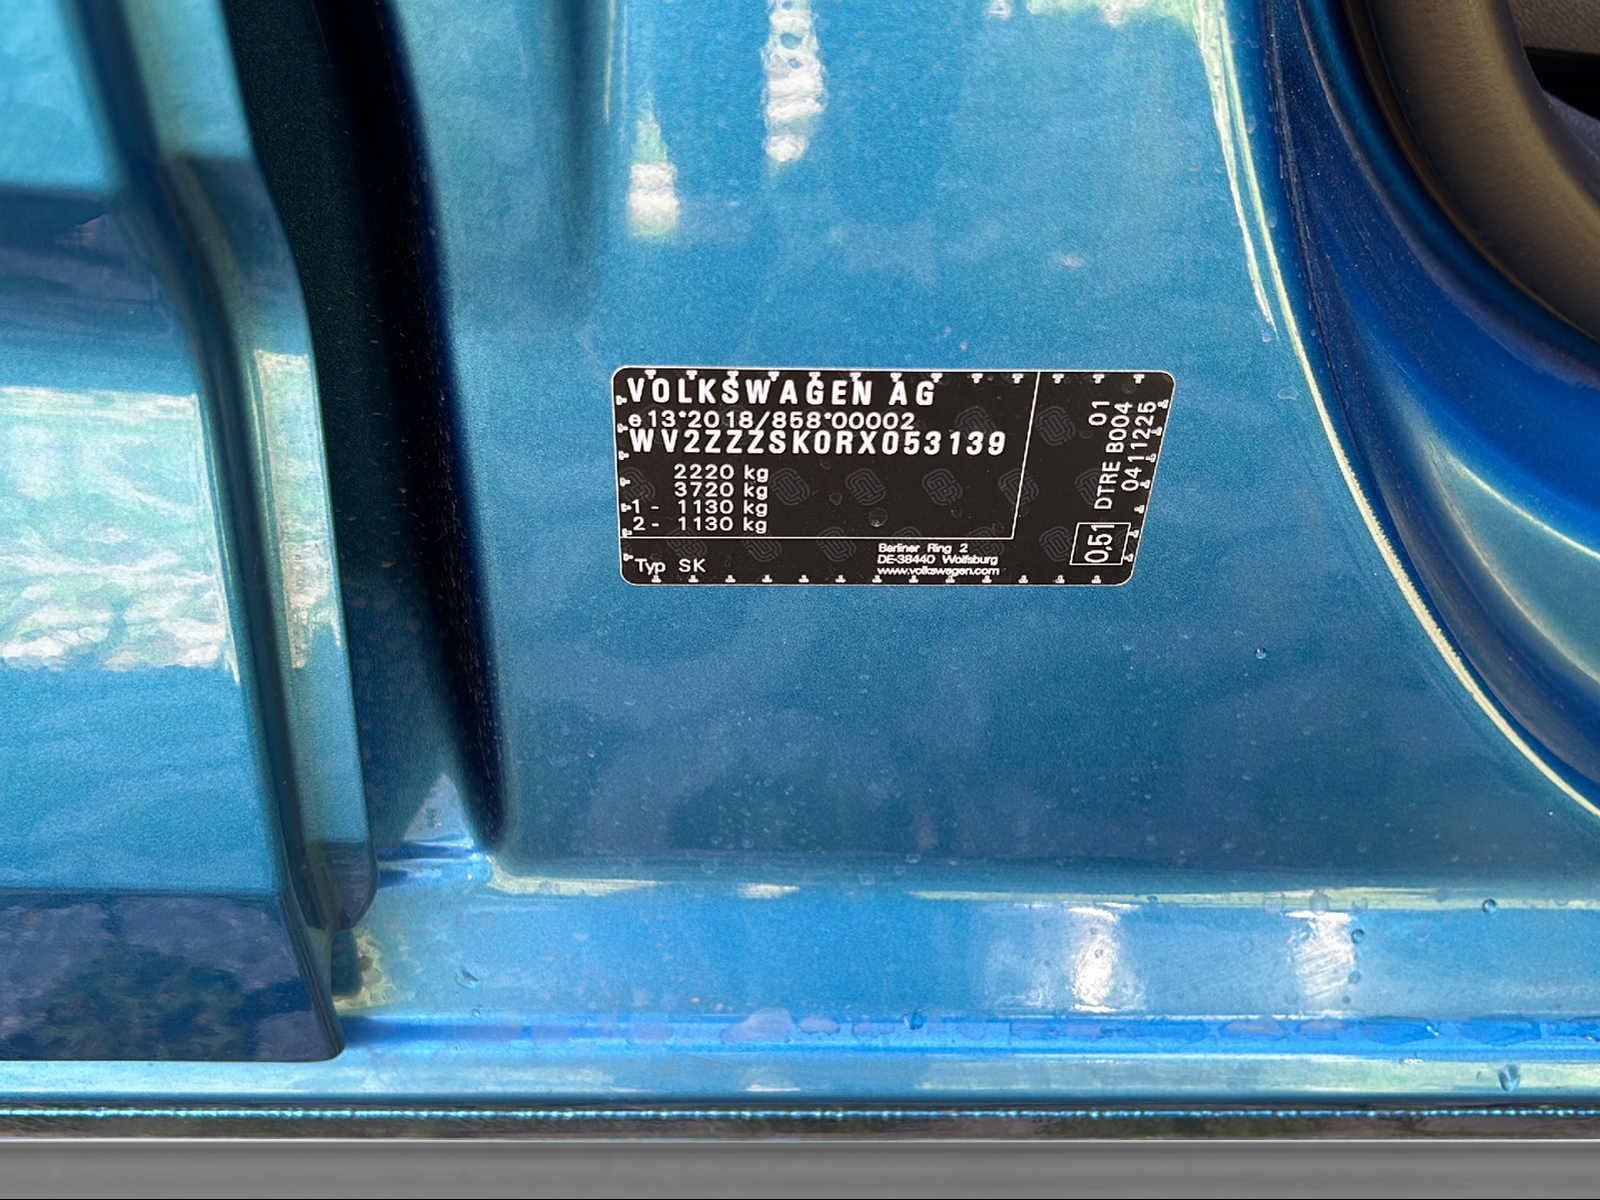 VOLKSWAGEN AG
e13*2018/858*00002
WV2ZZZSK0RX053139
2220 kg
3720 kg
1 - 1130 kg
2 - 1130 kg
Typ SK
Berliner Ring 2
DE-38440 Wolfsburg
www.volkswagen.com
01
DTRE B004
0411225
0,51